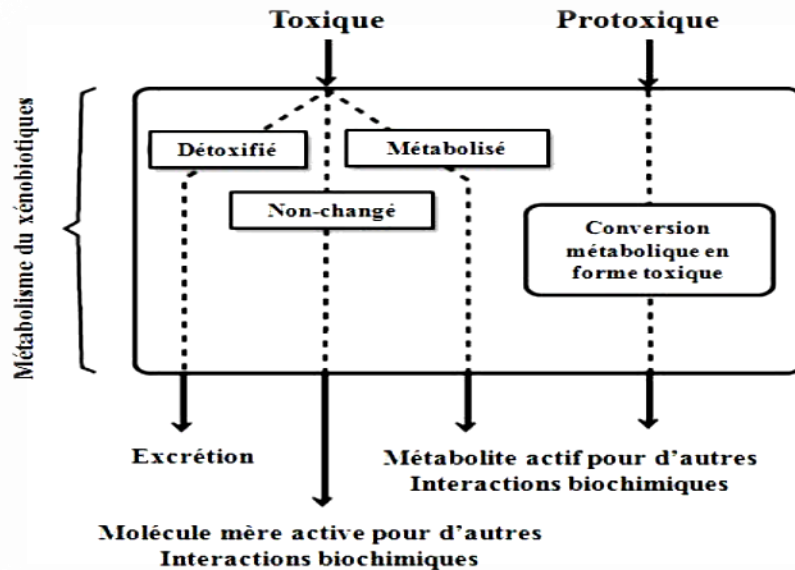 Toxique
Protoxique
Métabolisme du xénobiotiques
Détoxifié
Métabolisé
Non-changé
Conversion
métabolique en
forme toxique
Excrétion
Métabolite actif pour d'autres
Interactions biochimiques
Molécule mère active pour d'autres
Interactions biochimiques